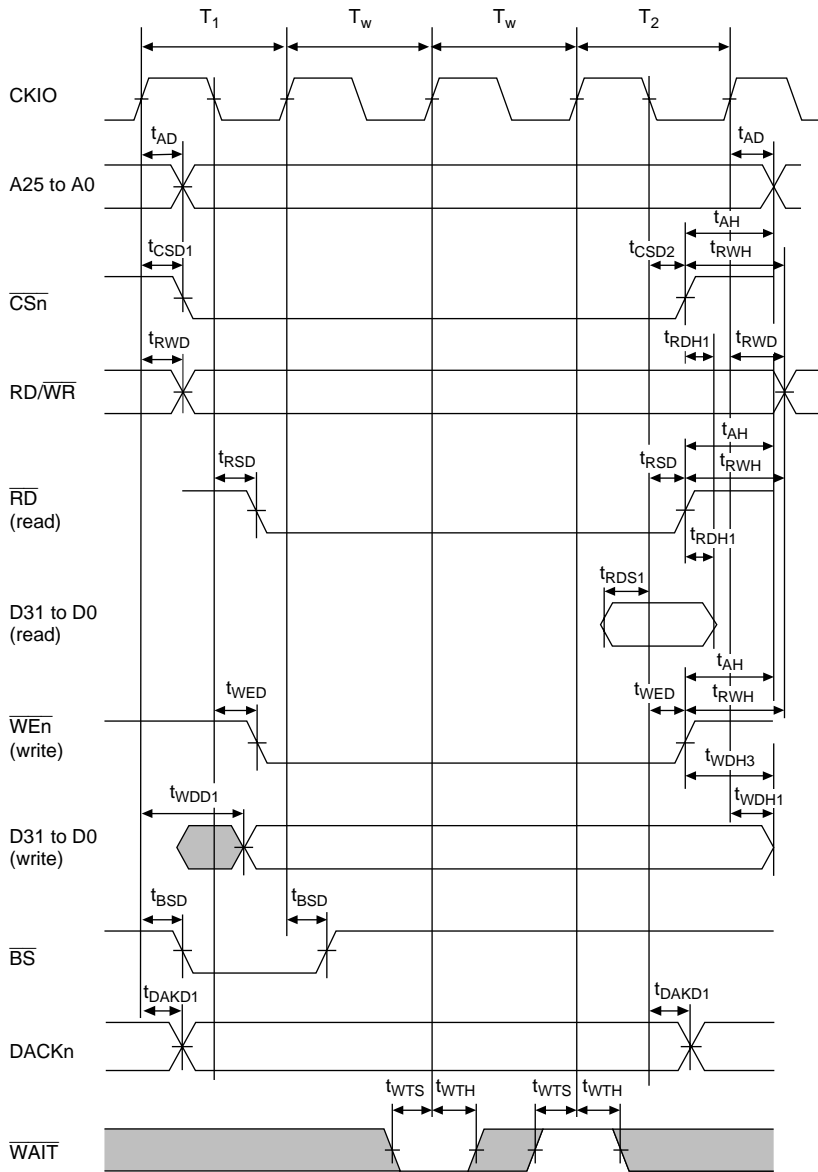 T1 Tw Tw T2
CKIO
tAD tAD
A25 to A0
tAH
tCSD1 tCSD2 tRWH
CSn
tRDH1 tRWD
tRWD
RD/WR
tAH
tRSD tRSD tRWH
RD
(read)
tRDH1
tRDS1
D31 to D0
(read)
tAH
tWED tWED tRWH
WEn
(write)
tWDH3
tWDD1 tWDH1
D31 to D0
(write)
tBSD tBSD
BS
tDAKD1 tDAKD1
DACKn
tWTS tWTH tWTS tWTH
WAIT